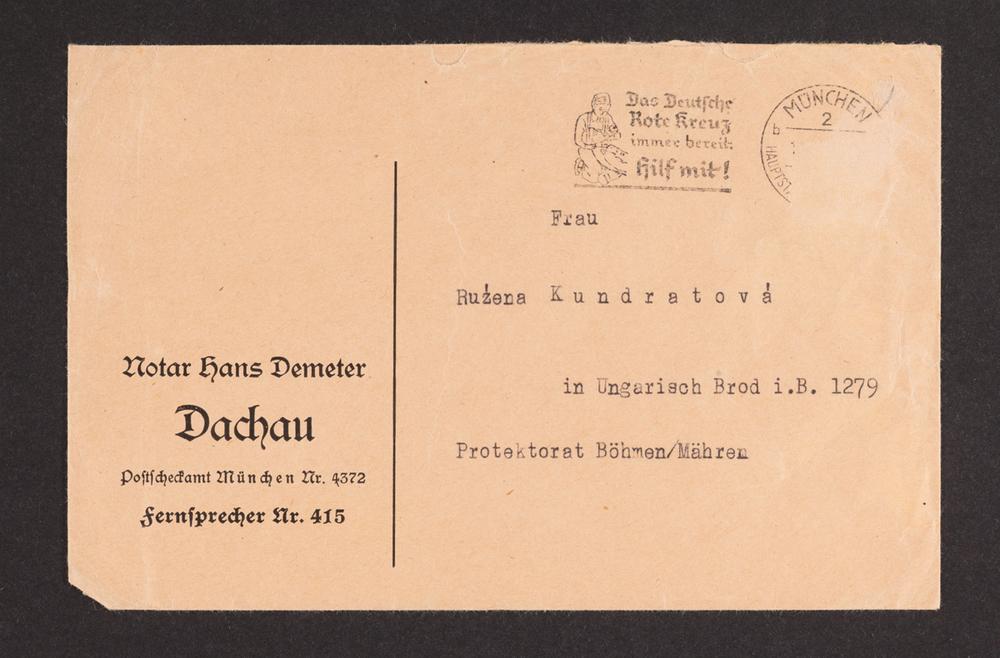 Das Deutsche
Rote Kreuz
immer bereit:
Hilf mit!
MÜNCHEN
2
b
Frau
Ružena Kundratová
in Ungarisch Brod i.B. 1279
Protektorat Böhmen/Mähren
Notar Hans Demeter
Dachau
Postscheckamt München Nr. 4372
Fernsprecher Nr. 415